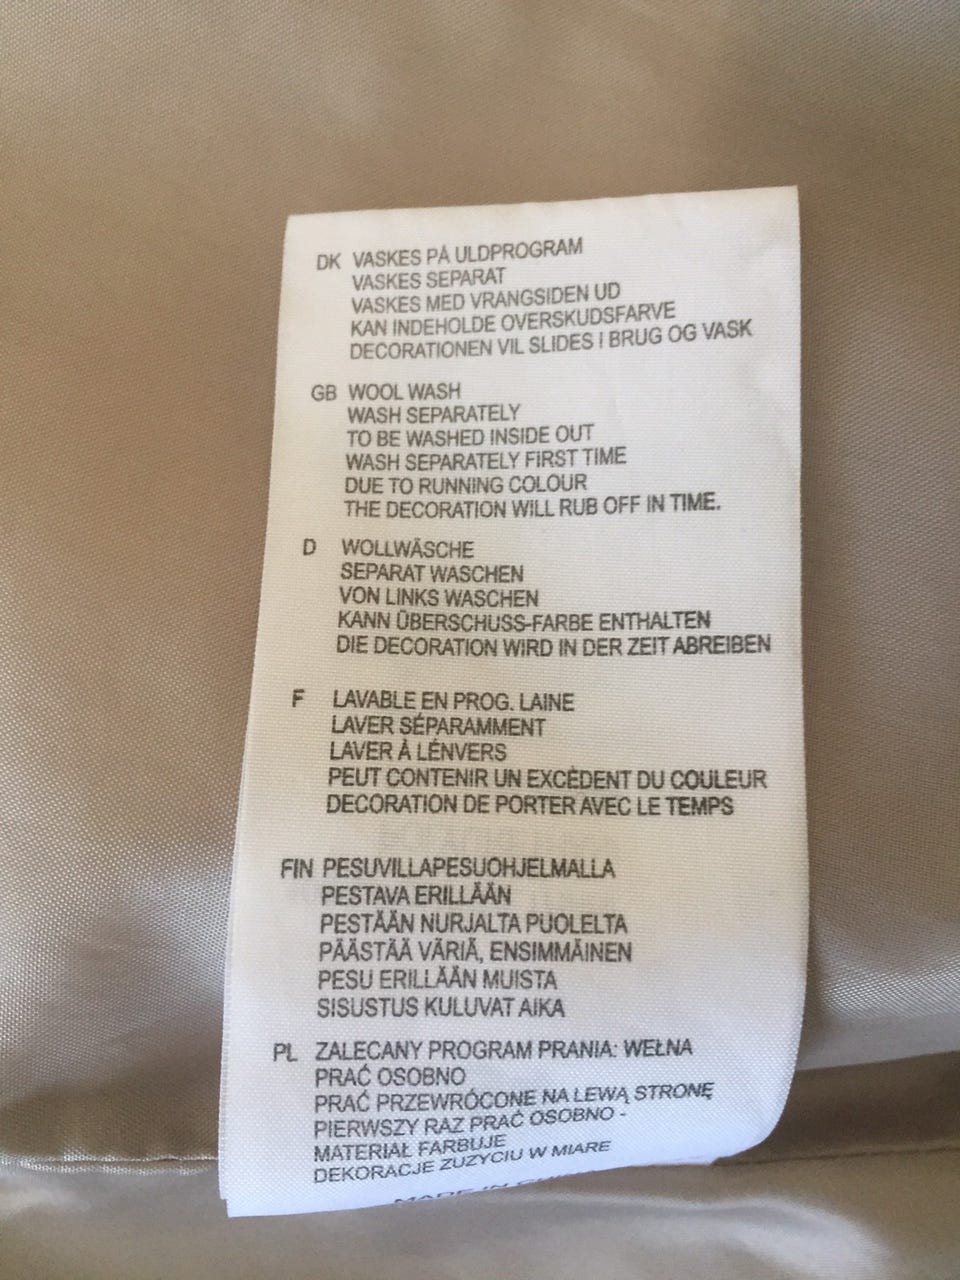 DK VASKES PÅ ULDPROGRAM
VASKES SEPARAT
VASKES MED VRANGSIDEN UD
KAN INDEHOLDE OVERSKUDSFARVE
DECORATIONEN VIL SLIDES I BRUG OG VASK
GB WOOL WASH
WASH SEPARATELY
TO BE WASHED INSIDE OUT
WASH SEPARATELY FIRST TIME
DUE TO RUNNING COLOUR
THE DECORATION WILL RUB OFF IN TIME.
D WOLLWÄSCHE
SEPARAT WASCHEN
VON LINKS WASCHEN
KANN ÜBERSCHUSS-FARBE ENTHALTEN
DIE DECORATION WIRD IN DER ZEIT ABREIBEN
F LAVABLE EN PROG. LAINE
LAVER SÉPARAMMENT
LAVER À LÉNVERS
PEUT CONTENIR UN EXCÈDENT DU COULEUR
DECORATION DE PORTER AVEC LE TEMPS
FIN PESUVILLAPESUOHJELMALLA
PESTAVA ERILLÄÄN
PESTÄÄN NURJALTA PUOLELTA
PÄÄSTÄÄ VÄRIÄ, ENSIMMÄINEN
PESU ERILLÄÄN MUISTA
SISUSTUS KULUVAT AIKA
PL ZALECANY PROGRAM PRANIA: WEŁNA
PRAĆ OSOBNO
PRAĆ PRZEWRÓCONE NA LEWĄ STRONĘ
PIERWSZY RAZ PRAĆ OSOBNO -
MATERIAŁ FARBUJE
DEKORACJE ZUZYCIU W MIARE
MADE IN